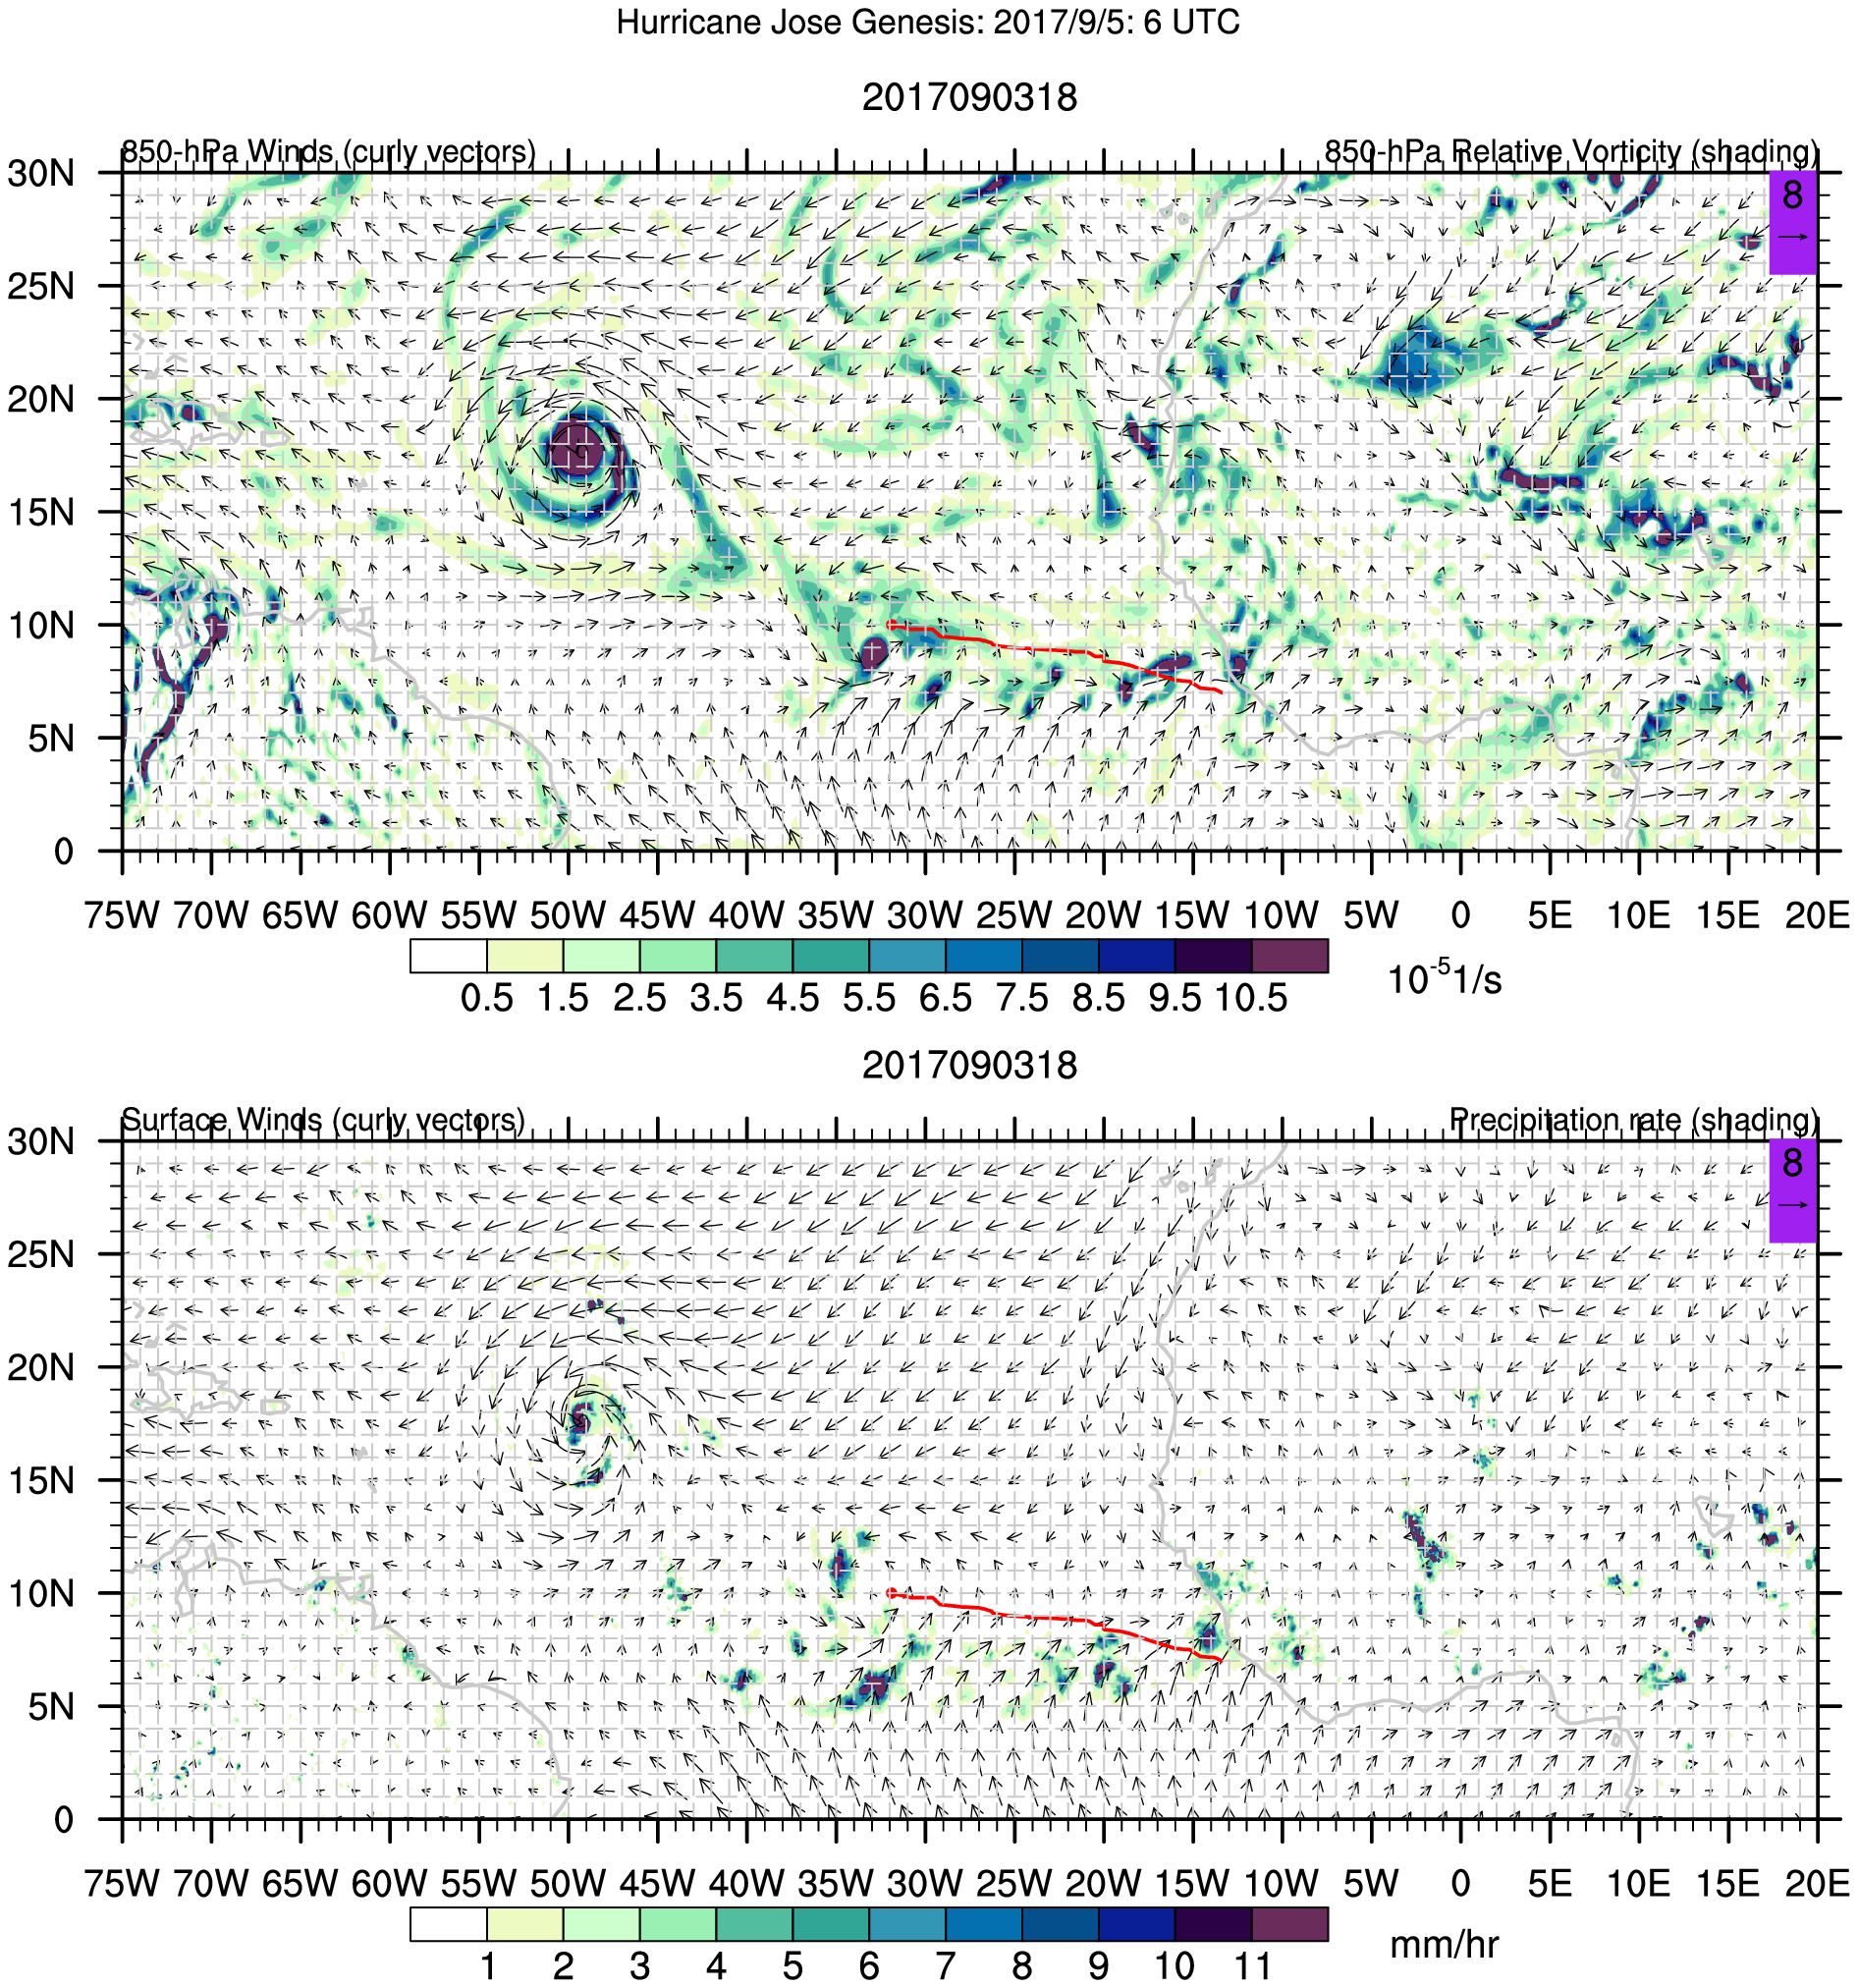 Hurricane Jose Genesis: 2017/9/5: 6 UTC
2017090318
850-hPa Winds (curly vectors) 850-hPa Relative Vorticity (shading)
8
30N
25N
20N
15N
10N
5N
0
75W 70W 65W 60W 55W 50W 45W 40W 35W 30W 25W 20W 15W 10W 5W 0 5E 10E 15E 20E
0.5 1.5 2.5 3.5 4.5 5.5 6.5 7.5 8.5 9.5 10.5
10⁻⁵1/s
2017090318
Surface Winds (curly vectors) Precipitation rate (shading)
8
30N
25N
20N
15N
10N
5N
0
75W 70W 65W 60W 55W 50W 45W 40W 35W 30W 25W 20W 15W 10W 5W 0 5E 10E 15E 20E
1 2 3 4 5 6 7 8 9 10 11
mm/hr